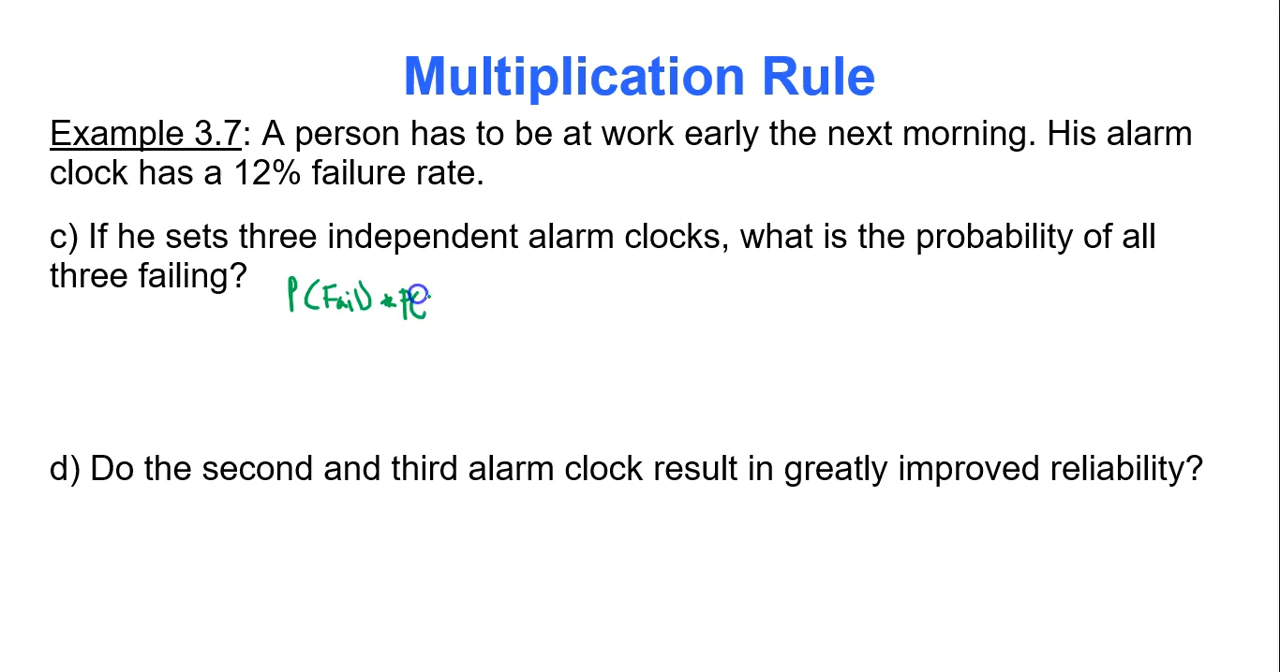 Multiplication Rule
Example 3.7: A person has to be at work early the next morning. His alarm
clock has a 12% failure rate.
c) If he sets three independent alarm clocks, what is the probability of all
three failing?
P(Fail) * P(
d) Do the second and third alarm clock result in greatly improved reliability?